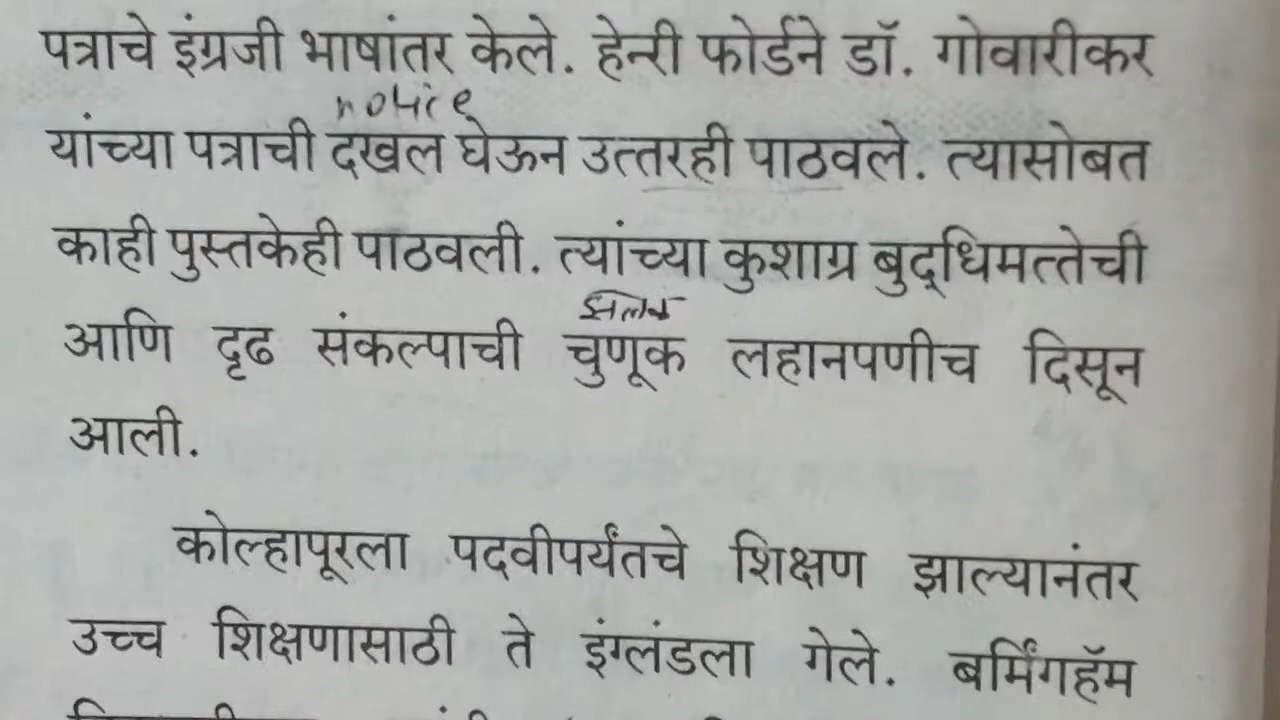 पत्राचे इंग्रजी भाषांतर केले. हेन्री फोर्डने डॉ. गोवारीकर
notice
यांच्या पत्राची दखल घेऊन उत्तरही पाठवले. त्यासोबत
काही पुस्तकेही पाठवली. त्यांच्या कुशाग्र बुद्धिमत्तेची
झलक
आणि दृढ संकल्पाची चुणूक लहानपणीच दिसून
आली.
कोल्हापूरला पदवीपर्यंतचे शिक्षण झाल्यानंतर
उच्च शिक्षणासाठी ते इंग्लंडला गेले. बर्मिंगहॅम